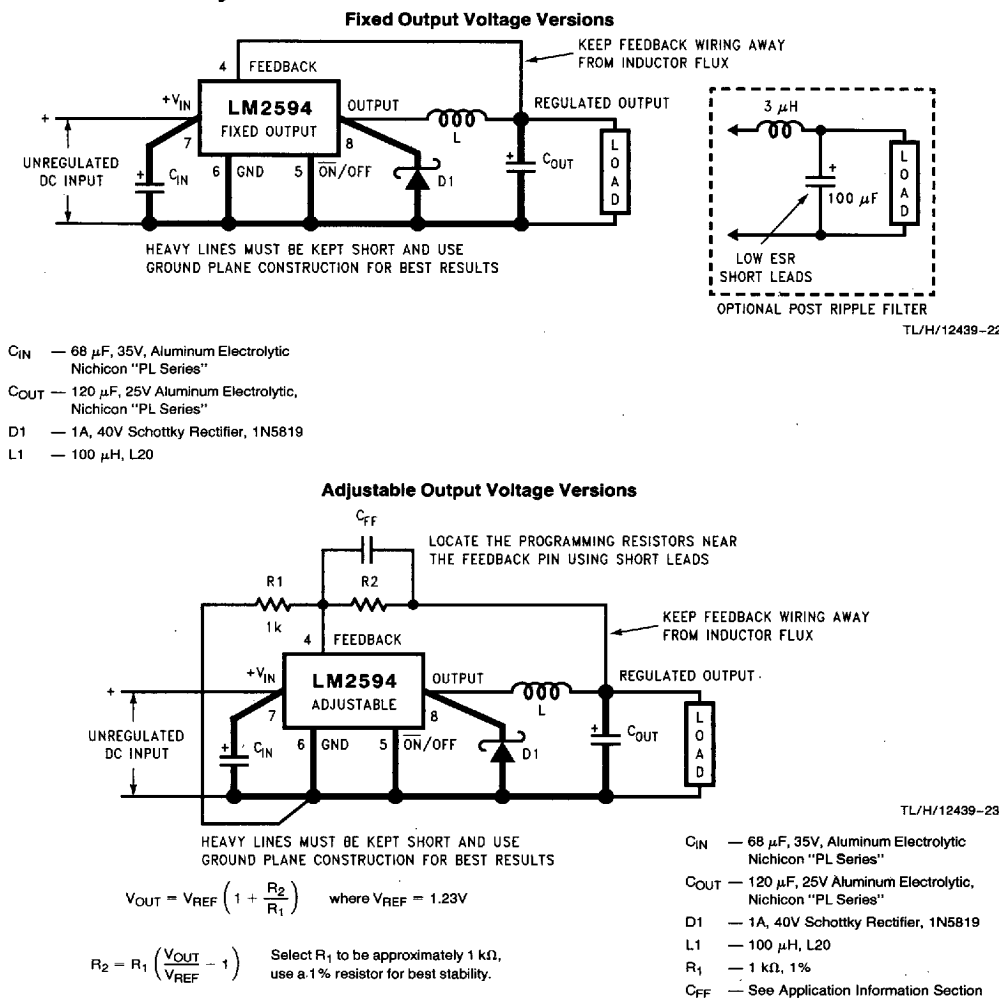 Fixed Output Voltage Versions
KEEP FEEDBACK WIRING AWAY
FROM INDUCTOR FLUX
4 FEEDBACK
+VIN
LM2594
FIXED OUTPUT
OUTPUT
REGULATED OUTPUT
7
8
L
+
UNREGULATED
DC INPUT
+
CIN
6 GND
5 ON/OFF
D1
+
COUT
LOAD
HEAVY LINES MUST BE KEPT SHORT AND USE
GROUND PLANE CONSTRUCTION FOR BEST RESULTS
3 µH
+
100 µF
LOAD
LOW ESR
SHORT LEADS
OPTIONAL POST RIPPLE FILTER
TL/H/12439-22
CIN — 68 µF, 35V, Aluminum Electrolytic
Nichicon "PL Series"
COUT — 120 µF, 25V Aluminum Electrolytic,
Nichicon "PL Series"
D1 — 1A, 40V Schottky Rectifier, 1N5819
L1 — 100 µH, L20
Adjustable Output Voltage Versions
CFF
LOCATE THE PROGRAMMING RESISTORS NEAR
THE FEEDBACK PIN USING SHORT LEADS
R1
R2
1k
4 FEEDBACK
KEEP FEEDBACK WIRING AWAY
FROM INDUCTOR FLUX
+VIN
LM2594
ADJUSTABLE
OUTPUT
REGULATED OUTPUT
7
8
L
+
UNREGULATED
DC INPUT
+
CIN
6 GND
5 ON/OFF
D1
+
COUT
LOAD
TL/H/12439-23
HEAVY LINES MUST BE KEPT SHORT AND USE
GROUND PLANE CONSTRUCTION FOR BEST RESULTS
VOUT = VREF (1 + R2/R1) where VREF = 1.23V
R2 = R1 (VOUT/VREF - 1)
Select R1 to be approximately 1 kΩ,
use a 1% resistor for best stability.
CIN — 68 µF, 35V, Aluminum Electrolytic
Nichicon "PL Series"
COUT — 120 µF, 25V Aluminum Electrolytic,
Nichicon "PL Series"
D1 — 1A, 40V Schottky Rectifier, 1N5819
L1 — 100 µH, L20
R1 — 1 kΩ, 1%
CFF — See Application Information Section